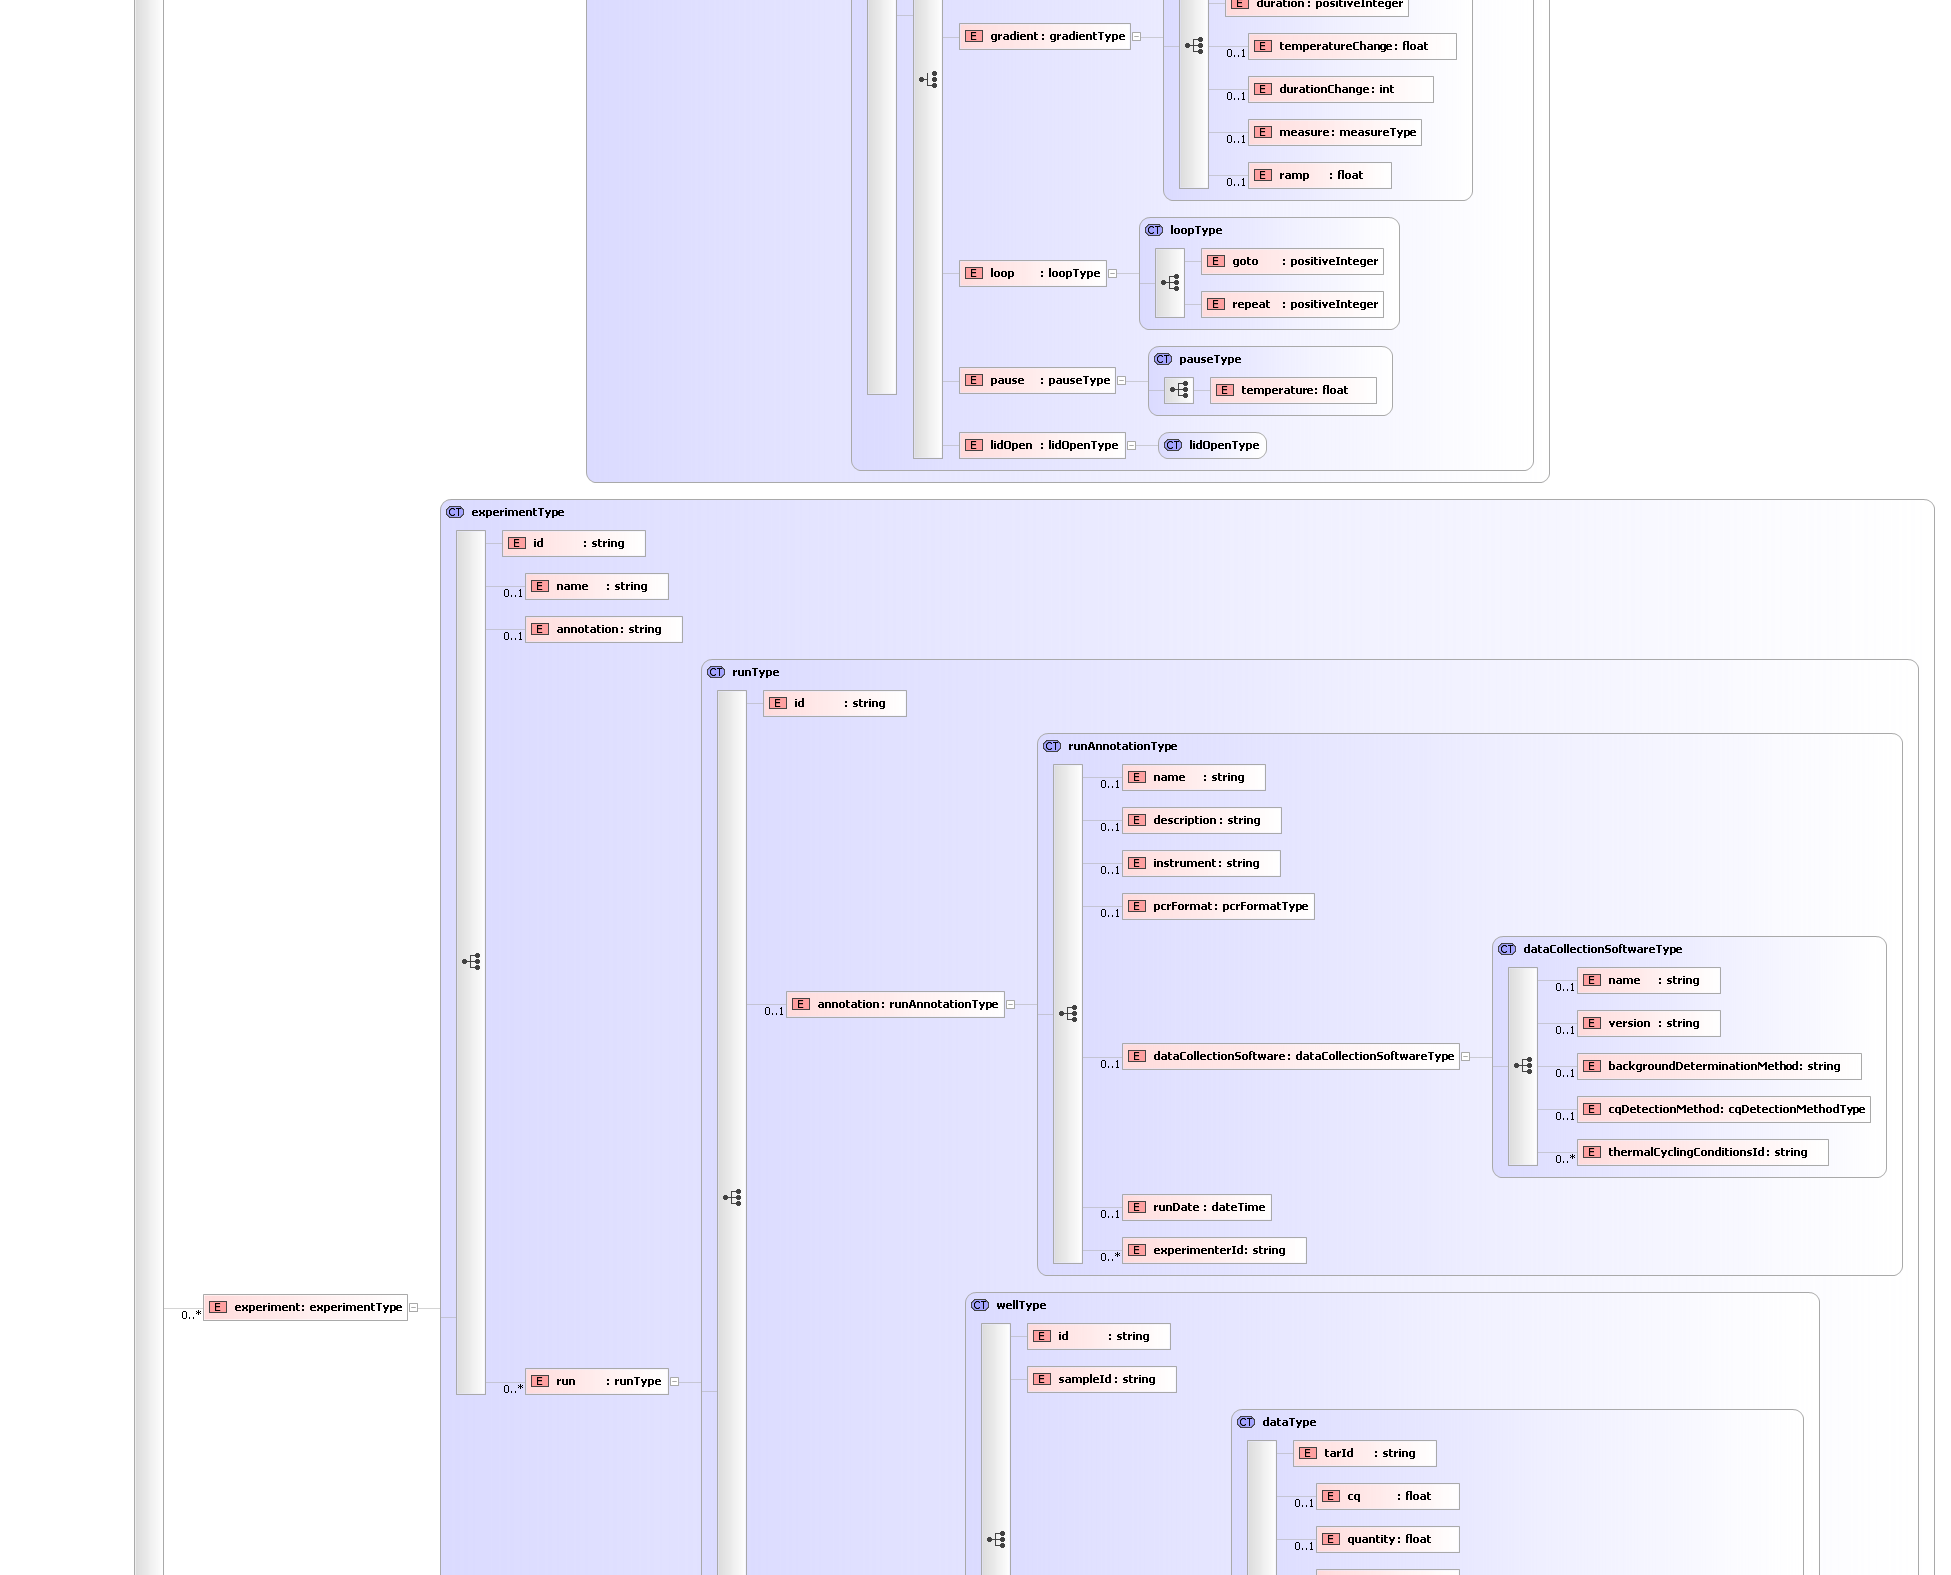 E duration : positiveInteger
E gradient : gradientType
0..1 E temperatureChange : float
0..1 E durationChange : int
0..1 E measure : measureType
0..1 E ramp : float
CT loopType
E goto : positiveInteger
E loop : loopType
E repeat : positiveInteger
CT pauseType
E pause : pauseType
E temperature : float
E lidOpen : lidOpenType
CT lidOpenType
CT experimentType
E id : string
0..1 E name : string
0..1 E annotation : string
CT runType
E id : string
CT runAnnotationType
0..1 E name : string
0..1 E description : string
0..1 E instrument : string
0..1 E pcrFormat : pcrFormatType
CT dataCollectionSoftwareType
0..1 E name : string
0..1 E annotation : runAnnotationType
0..1 E version : string
0..1 E dataCollectionSoftware : dataCollectionSoftwareType
0..1 E backgroundDeterminationMethod : string
0..1 E cqDetectionMethod : cqDetectionMethodType
0..* E thermalCyclingConditionsId : string
0..1 E runDate : dateTime
0..* E experimenterId : string
0..* E experiment : experimentType
CT wellType
E id : string
0..* E run : runType
E sampleId : string
CT dataType
E tarId : string
0..1 E cq : float
0..1 E quantity : float